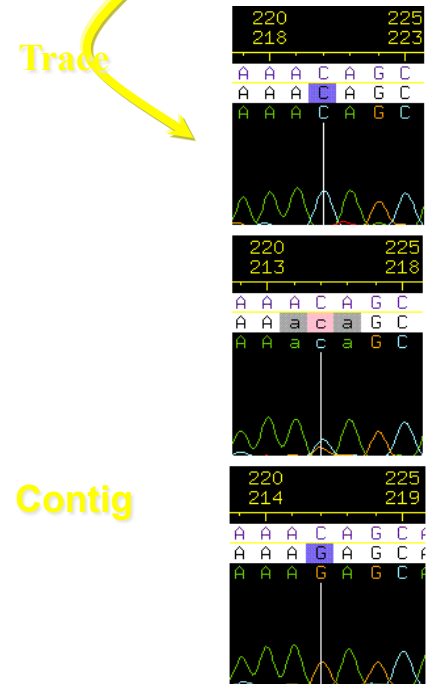 220 225
218 223
Trace
A A A C A G C
A A A C A G C
A A A C A G C
220 225
213 218
A A A C A G C
A A a c a G C
A A a c a G C
220 225
214 219
Contig
A A A C A G C A
A A A G A G C A
A A A G A G C A